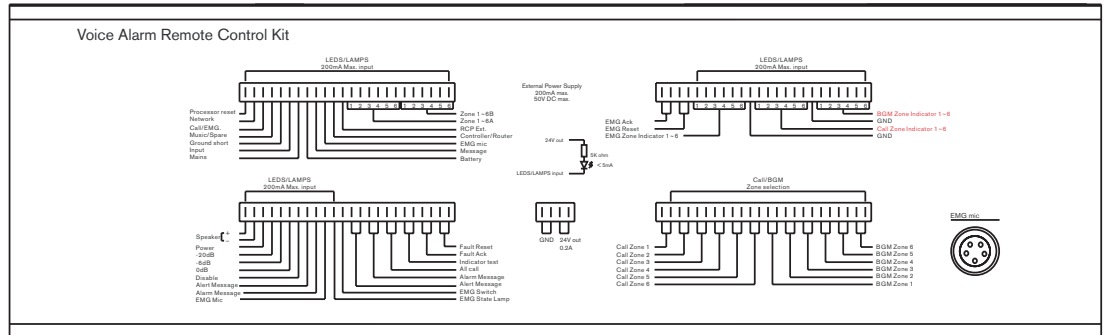 Voice Alarm Remote Control Kit
LEDS/LAMPS
200mA Max. input
1 2 3 4 5 6 1 2 3 4 5 6
Processor reset
Network
Call/EMG.
Music/Spare
Ground short
Input
Mains
Zone 1~6B
Zone 1~6A
RCP Ext.
Controller/Router
EMG mic
Message
Battery
External Power Supply
200mA max.
50V DC max.
24V out
5K ohm
< 5mA
LEDS/LAMPS input
LEDS/LAMPS
200mA Max. input
1 2 3 4 5 6 1 2 3 4 5 6 1 2 3 4 5 6
EMG Ack
EMG Reset
EMG Zone Indicator 1~6
BGM Zone Indicator 1~6
GND
Call Zone Indicator 1~6
GND
LEDS/LAMPS
200mA Max. input
Speaker
+
−
Power
-20dB
-6dB
0dB
Disable
Alert Message
Alarm Message
EMG Mic
Fault Reset
Fault Ack
Indicator test
All call
Alarm Message
Alert Message
EMG Switch
EMG State Lamp
GND 24V out
0.2A
Call/BGM
Zone selection
Call Zone 1
Call Zone 2
Call Zone 3
Call Zone 4
Call Zone 5
Call Zone 6
BGM Zone 6
BGM Zone 5
BGM Zone 4
BGM Zone 3
BGM Zone 2
BGM Zone 1
EMG mic